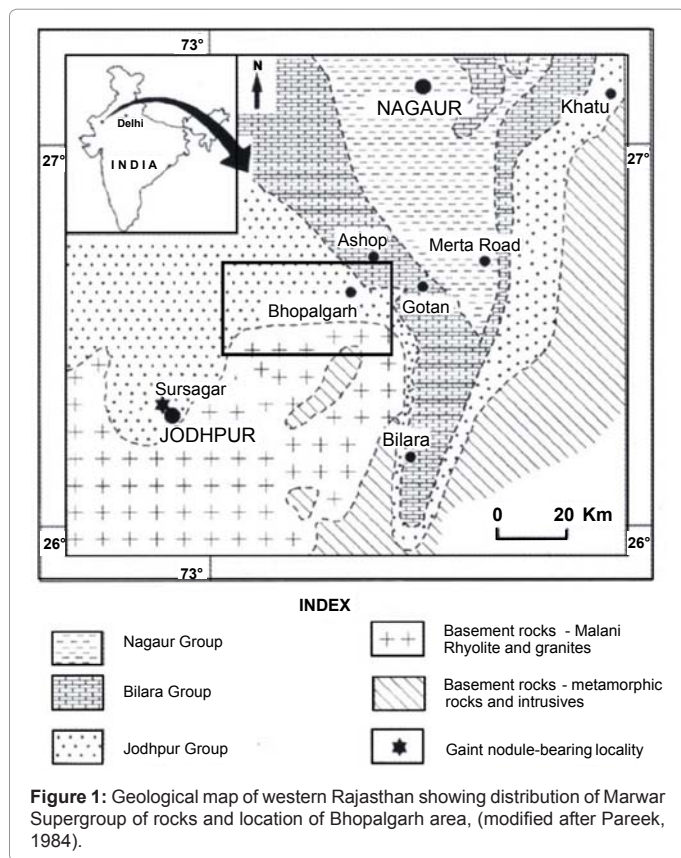 73°
N
Delhi
INDIA
NAGAUR
Khatu
27°
27°
Ashop
Merta Road
Bhopalgarh
Gotan
Sursagar
JODHPUR
Bilara
0 20 Km
26°
26°
73°
INDEX
Nagaur Group
Bilara Group
Jodhpur Group
Basement rocks - Malani
Rhyolite and granites
Basement rocks - metamorphic
rocks and intrusives
Gaint nodule-bearing locality
Figure 1: Geological map of western Rajasthan showing distribution of Marwar
Supergroup of rocks and location of Bhopalgarh area, (modified after Pareek,
1984).